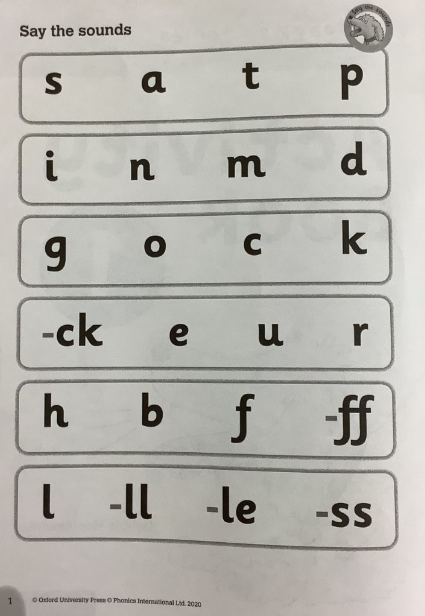 Say the sounds
s a t p
i n m d
g o c k
-ck e u r
h b f -ff
l -ll -le -ss
1 © Oxford University Press © Phonics International Ltd. 2020